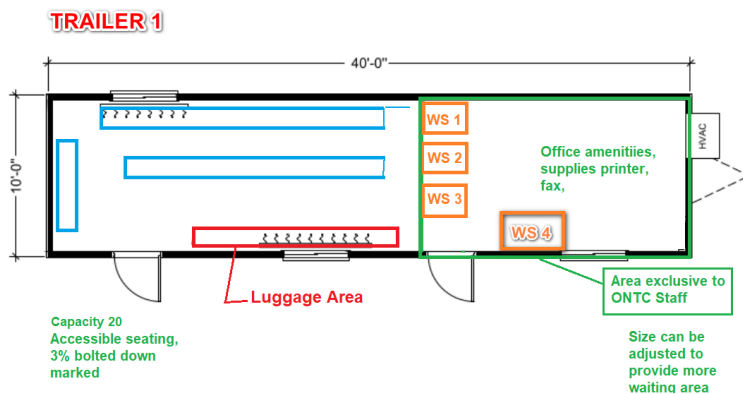 TRAILER 1
40'-0"
10'-0"
WS 1
WS 2
WS 3
WS 4
Office amenitiies,
supplies printer,
fax,
HVAC
Luggage Area
Area exclusive to
ONTC Staff
Capacity 20
Accessible seating,
3% bolted down
marked
Size can be
adjusted to
provide more
waiting area